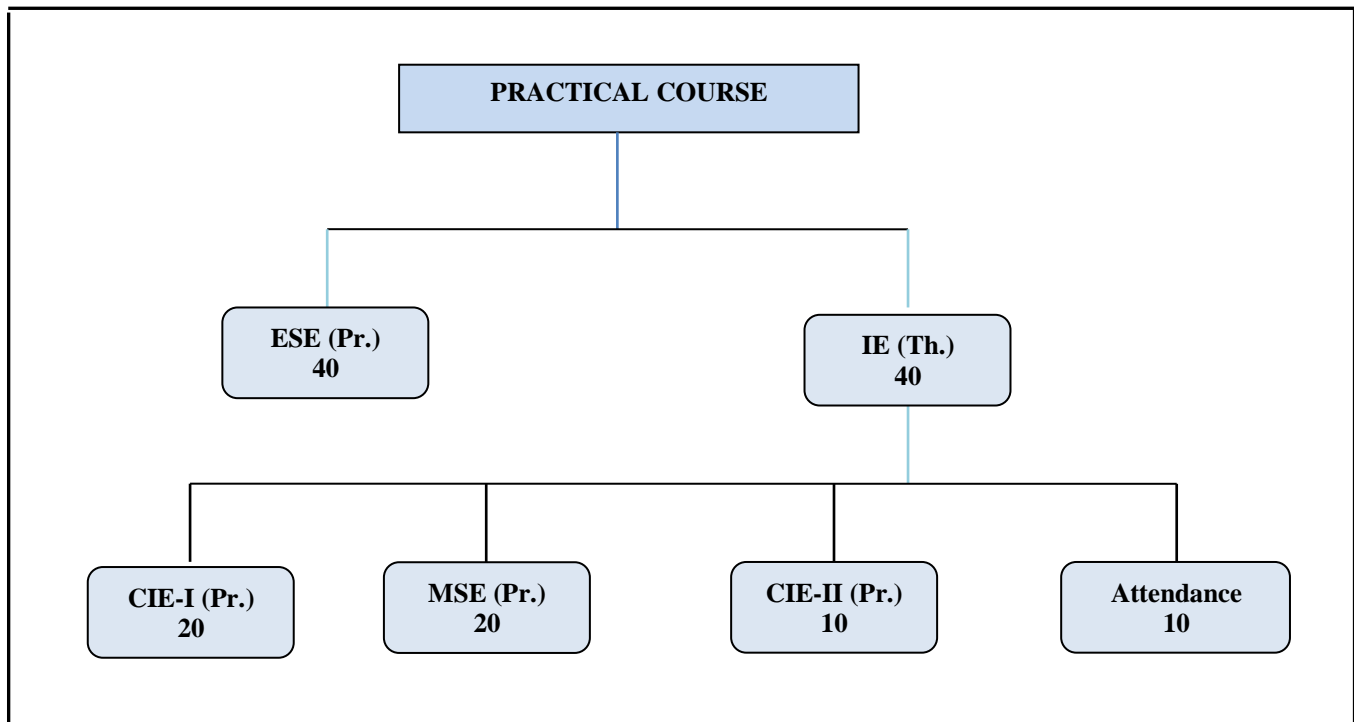 PRACTICAL COURSE
ESE (Pr.)
40
IE (Th.)
40
CIE-I (Pr.)
20
MSE (Pr.)
20
CIE-II (Pr.)
10
Attendance
10